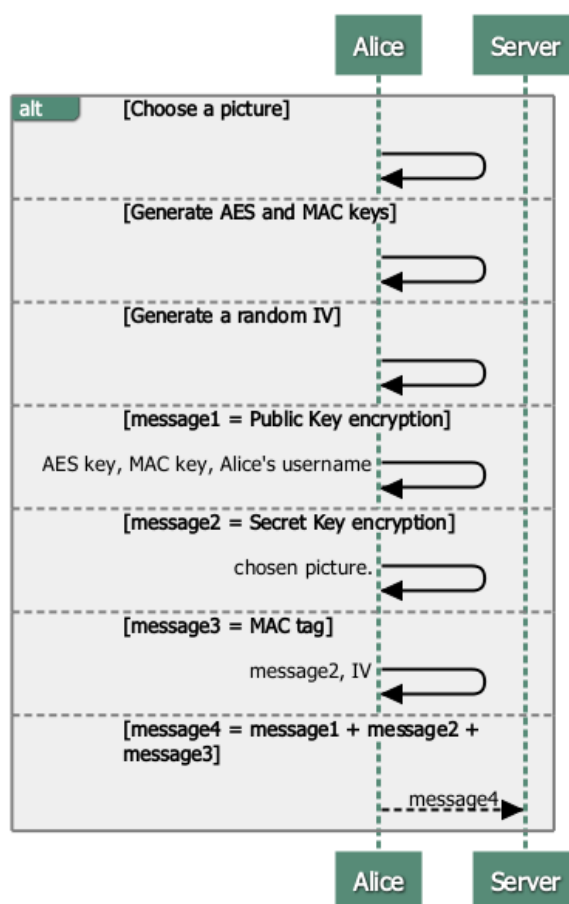 Alice Server
alt [Choose a picture]
[Generate AES and MAC keys]
[Generate a random IV]
[message1 = Public Key encryption]
AES key, MAC key, Alice's username
[message2 = Secret Key encryption]
chosen picture.
[message3 = MAC tag]
message2, IV
[message4 = message1 + message2 +
message3]
message4
Alice Server